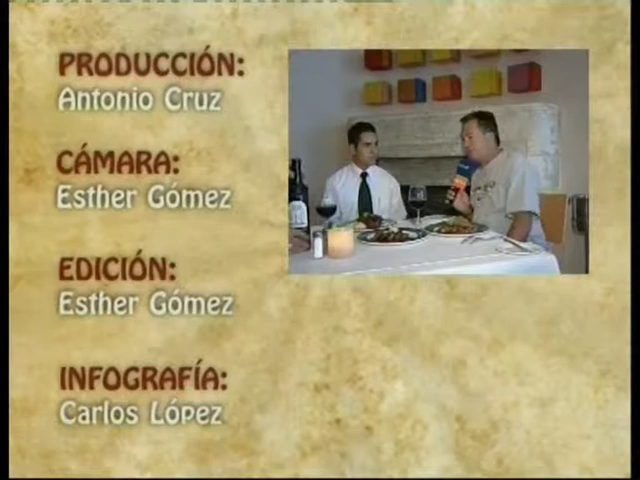 PRODUCCIÓN:
Antonio Cruz
CÁMARA:
Esther Gómez
EDICIÓN:
Esther Gómez
INFOGRAFÍA:
Carlos López